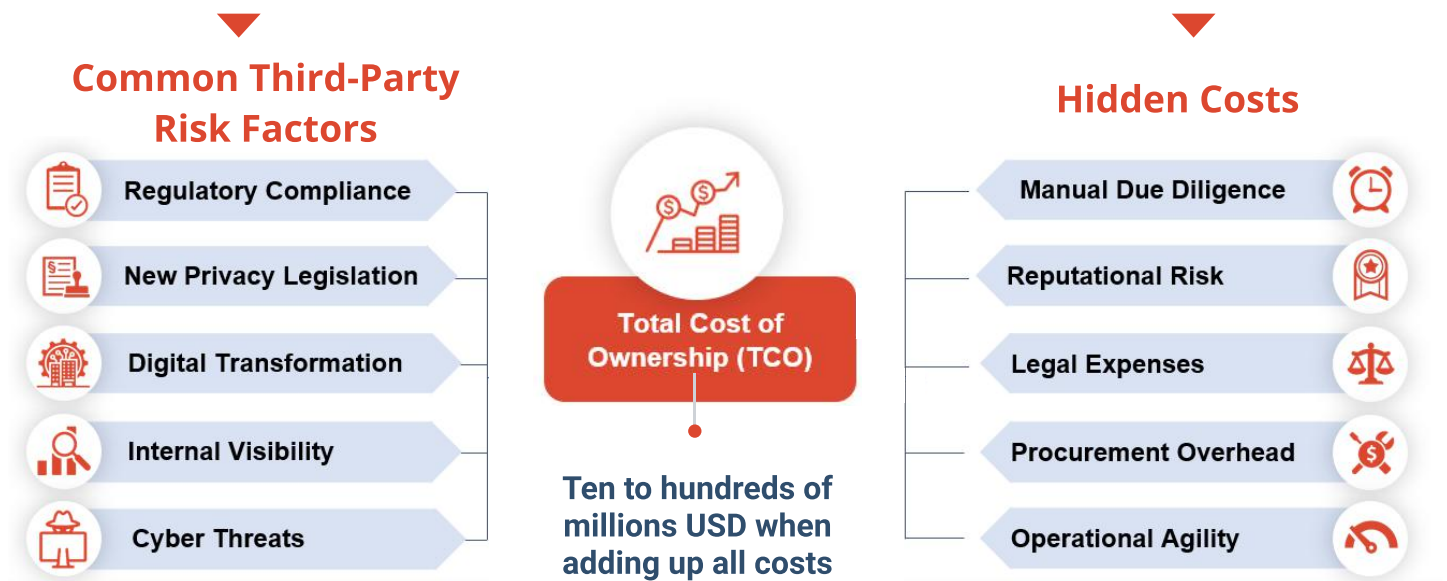 Common Third-Party
Risk Factors
Regulatory Compliance
New Privacy Legislation
Digital Transformation
Internal Visibility
Cyber Threats
Total Cost of
Ownership (TCO)
Ten to hundreds of
millions USD when
adding up all costs
Hidden Costs
Manual Due Diligence
Reputational Risk
Legal Expenses
Procurement Overhead
Operational Agility